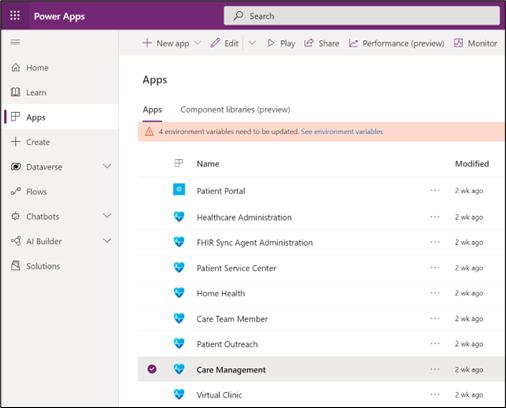 Power Apps
Search
New app Edit Play Share Performance (preview) Monitor
Home
Learn
Apps
Create
Dataverse
Flows
Chatbots
AI Builder
Solutions
Apps
Apps Component libraries (preview)
4 environment variables need to be updated. See environment variables
Name Modified
Patient Portal ... 2 wk ago
Healthcare Administration ... 2 wk ago
FHIR Sync Agent Administration ... 2 wk ago
Patient Service Center ... 2 wk ago
Home Health ... 2 wk ago
Care Team Member ... 2 wk ago
Patient Outreach ... 2 wk ago
Care Management ... 2 wk ago
Virtual Clinic ... 2 wk ago